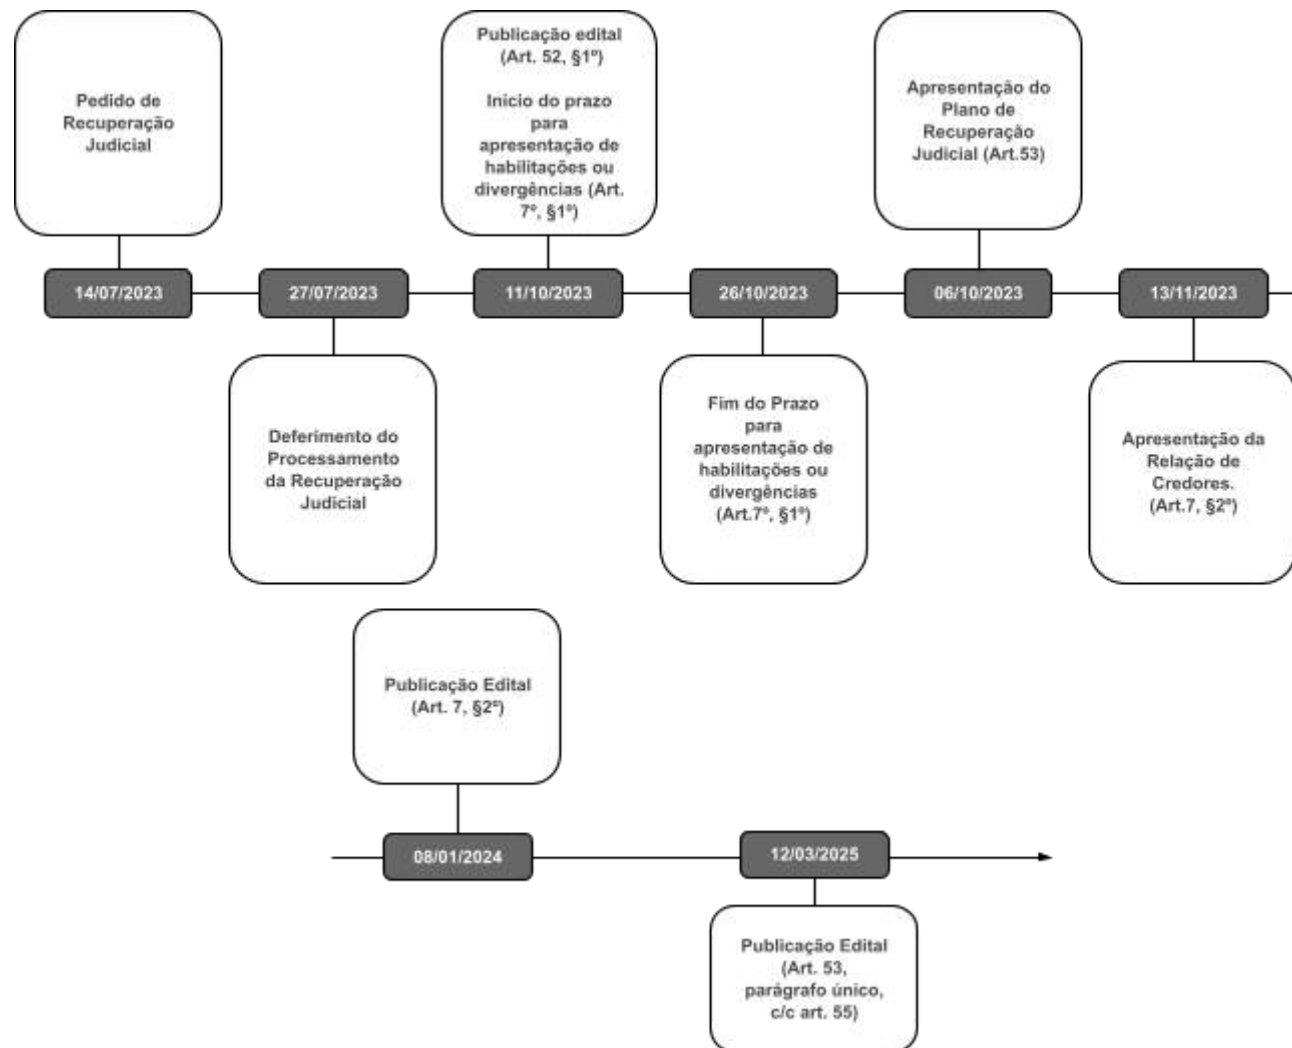 Pedido de
Recuperação
Judicial
Publicação edital
(Art. 52, §1º)
Início do prazo
para
apresentação de
habilitações ou
divergências (Art.
7º, §1º)
Apresentação do
Plano de
Recuperação
Judicial (Art.53)
14/07/2023
27/07/2023
11/10/2023
26/10/2023
06/10/2023
13/11/2023
Deferimento do
Processamento
da Recuperação
Judicial
Fim do Prazo
para
apresentação de
habilitações ou
divergências
(Art.7º, §1º)
Apresentação da
Relação de
Credores.
(Art.7, §2º)
Publicação Edital
(Art. 7, §2º)
08/01/2024
12/03/2025
Publicação Edital
(Art. 53,
parágrafo único,
c/c art. 55)